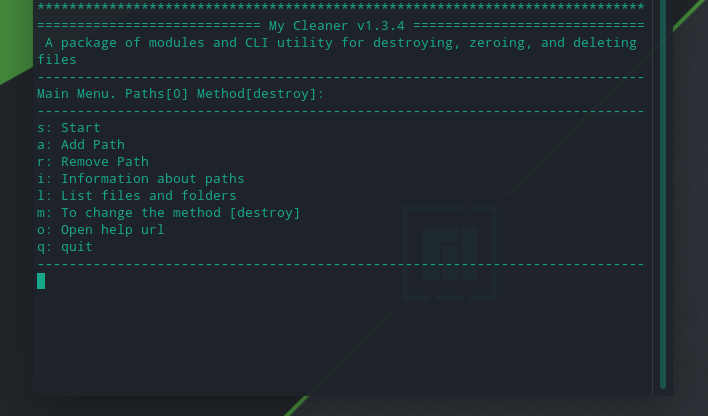 ****************************************************************************
============================ My Cleaner v1.3.4 =============================
A package of modules and CLI utility for destroying, zeroing, and deleting
files
----------------------------------------------------------------------------
Main Menu. Paths[0] Method[destroy]:
----------------------------------------------------------------------------
s: Start
a: Add Path
r: Remove Path
i: Information about paths
l: List files and folders
m: To change the method [destroy]
o: Open help url
q: quit
----------------------------------------------------------------------------